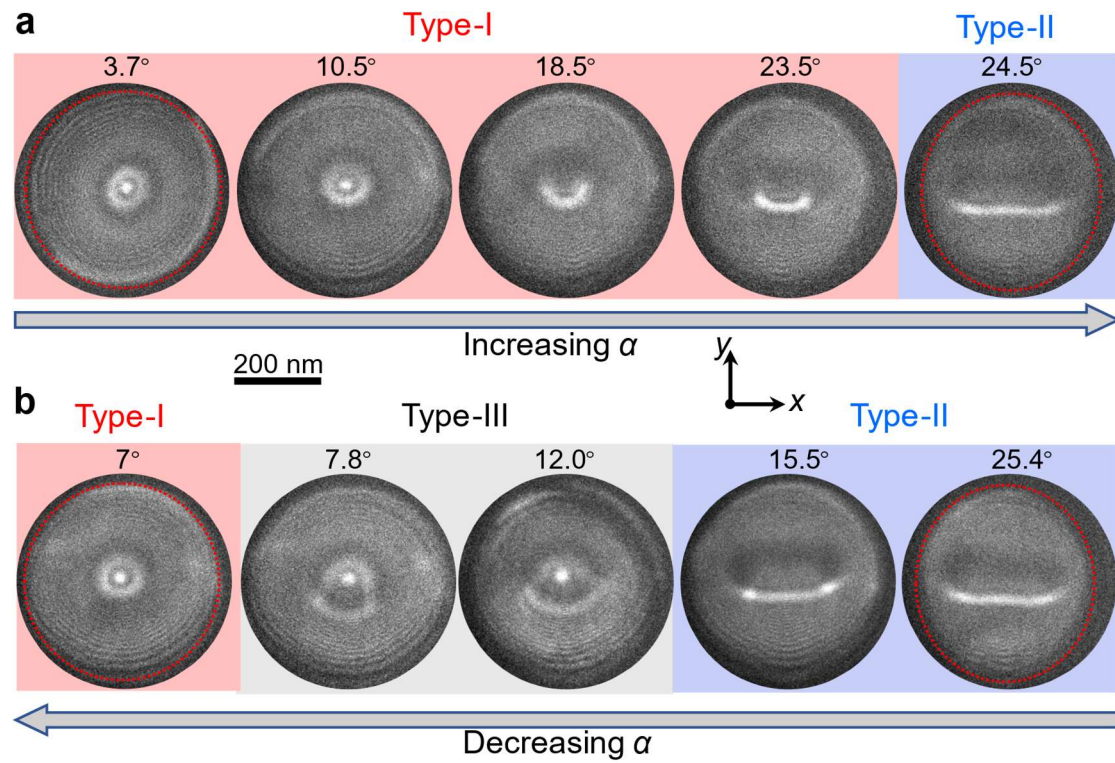 a
Type-I Type-II
3.7° 10.5° 18.5° 23.5° 24.5°
Increasing α
200 nm y x
b
Type-I Type-III Type-II
7° 7.8° 12.0° 15.5° 25.4°
Decreasing α